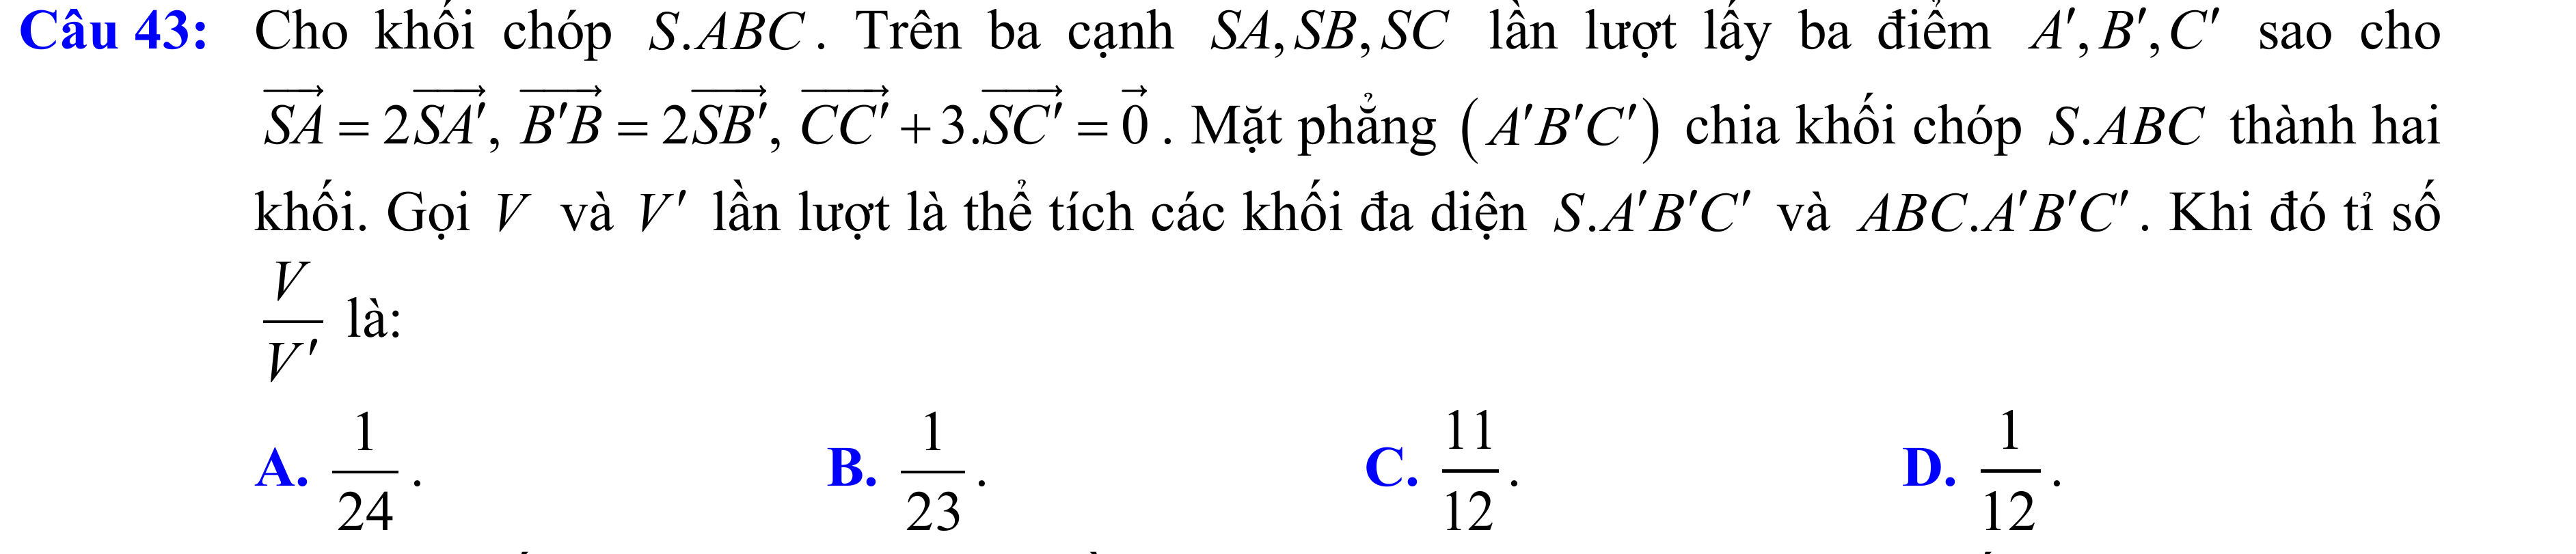 Câu 43: Cho khối chóp S.ABC. Trên ba cạnh SA, SB, SC lần lượt lấy ba điểm A', B', C' sao cho
$\overrightarrow{SA} = 2\overrightarrow{SA'}, \overrightarrow{B'B} = 2\overrightarrow{SB'}, \overrightarrow{CC'} + 3.\overrightarrow{SC'} = \vec{0}$. Mặt phẳng (A'B'C') chia khối chóp S.ABC thành hai
khối. Gọi V và V' lần lượt là thể tích các khối đa diện S.A'B'C' và ABC.A'B'C'. Khi đó tỉ số
$\frac{V}{V'}$ là:
A. $\frac{1}{24}$. B. $\frac{1}{23}$. C. $\frac{11}{12}$. D. $\frac{1}{12}$.